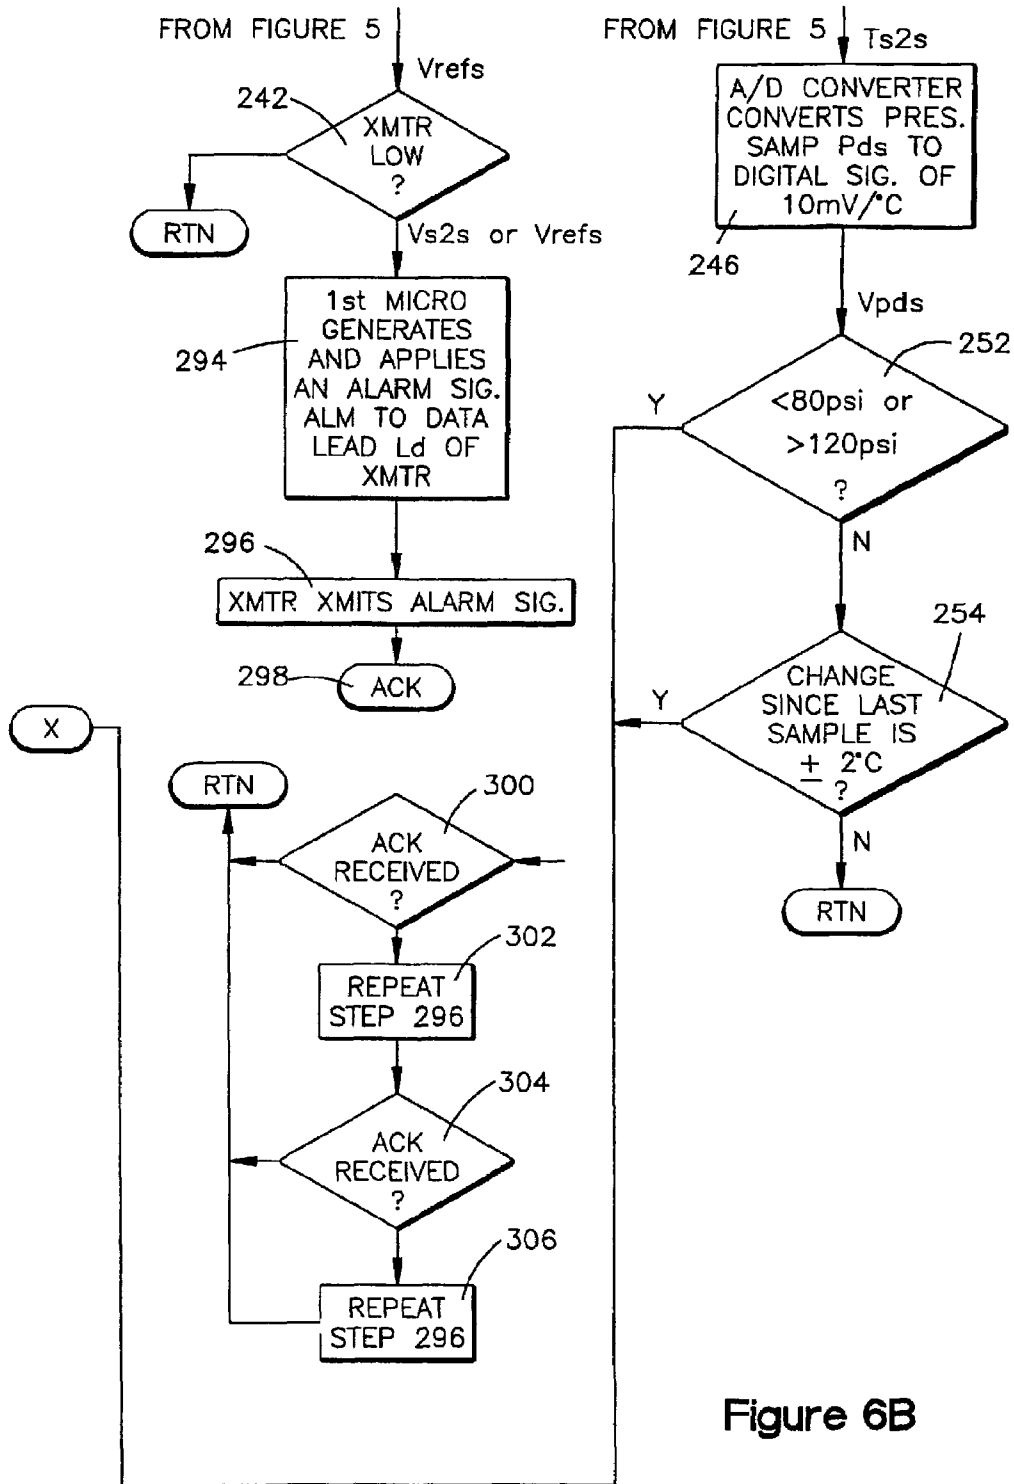 FROM FIGURE 5
Vrefs
242
XMTR
LOW
?
RTN
Vs2s or Vrefs
294
1st MICRO
GENERATES
AND APPLIES
AN ALARM SIG.
ALM TO DATA
LEAD Ld OF
XMTR
296
XMTR XMITS ALARM SIG.
298
ACK
X
RTN
300
ACK
RECEIVED
?
302
REPEAT
STEP 296
304
ACK
RECEIVED
?
306
REPEAT
STEP 296
FROM FIGURE 5
Ts2s
A/D CONVERTER
CONVERTS PRES.
SAMP Pds TO
DIGITAL SIG. OF
10mV/°C
246
Vpds
252
Y
<80psi or
>120psi
?
N
254
Y
CHANGE
SINCE LAST
SAMPLE IS
± 2°C
?
N
RTN
Figure 6B